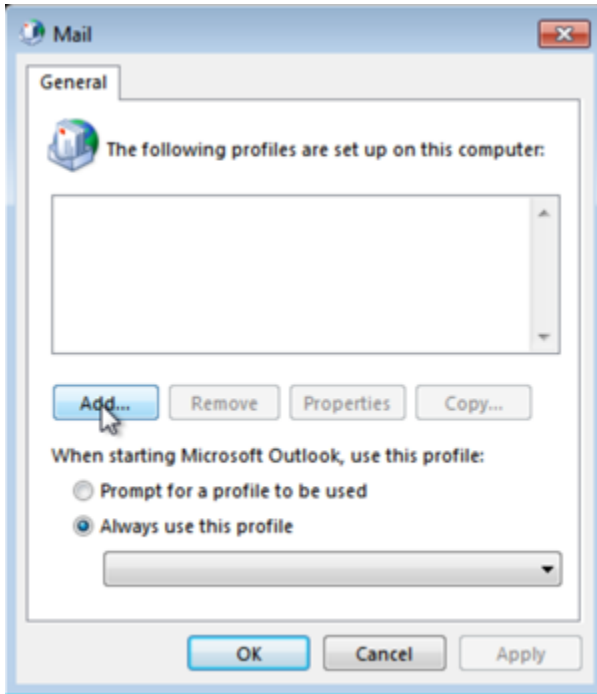 Mail
General
The following profiles are set up on this computer:
Add... Remove Properties Copy...
When starting Microsoft Outlook, use this profile:
Prompt for a profile to be used
Always use this profile
OK Cancel Apply